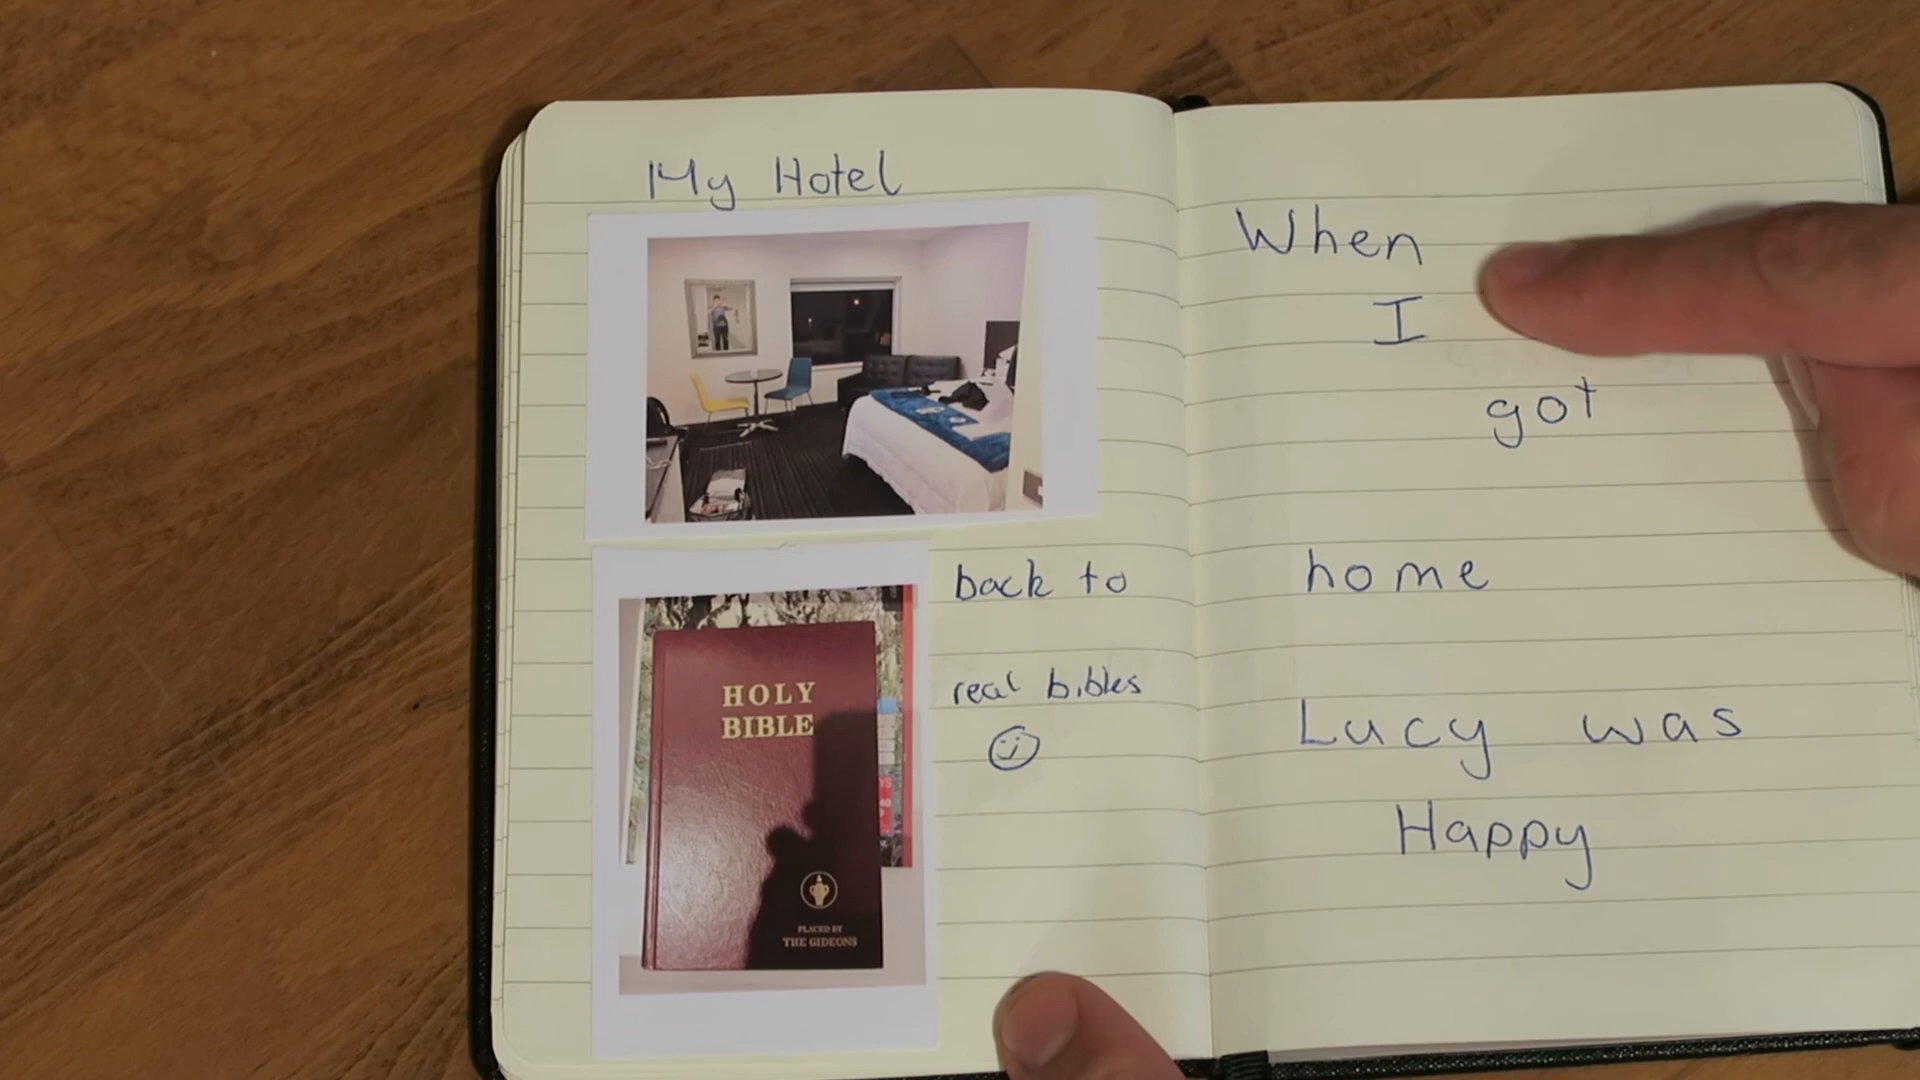 My Hotel
HOLY
BIBLE
PLACED BY
THE GIDEONS
back to
real bibles
When
I
got
home
Lucy was
Happy